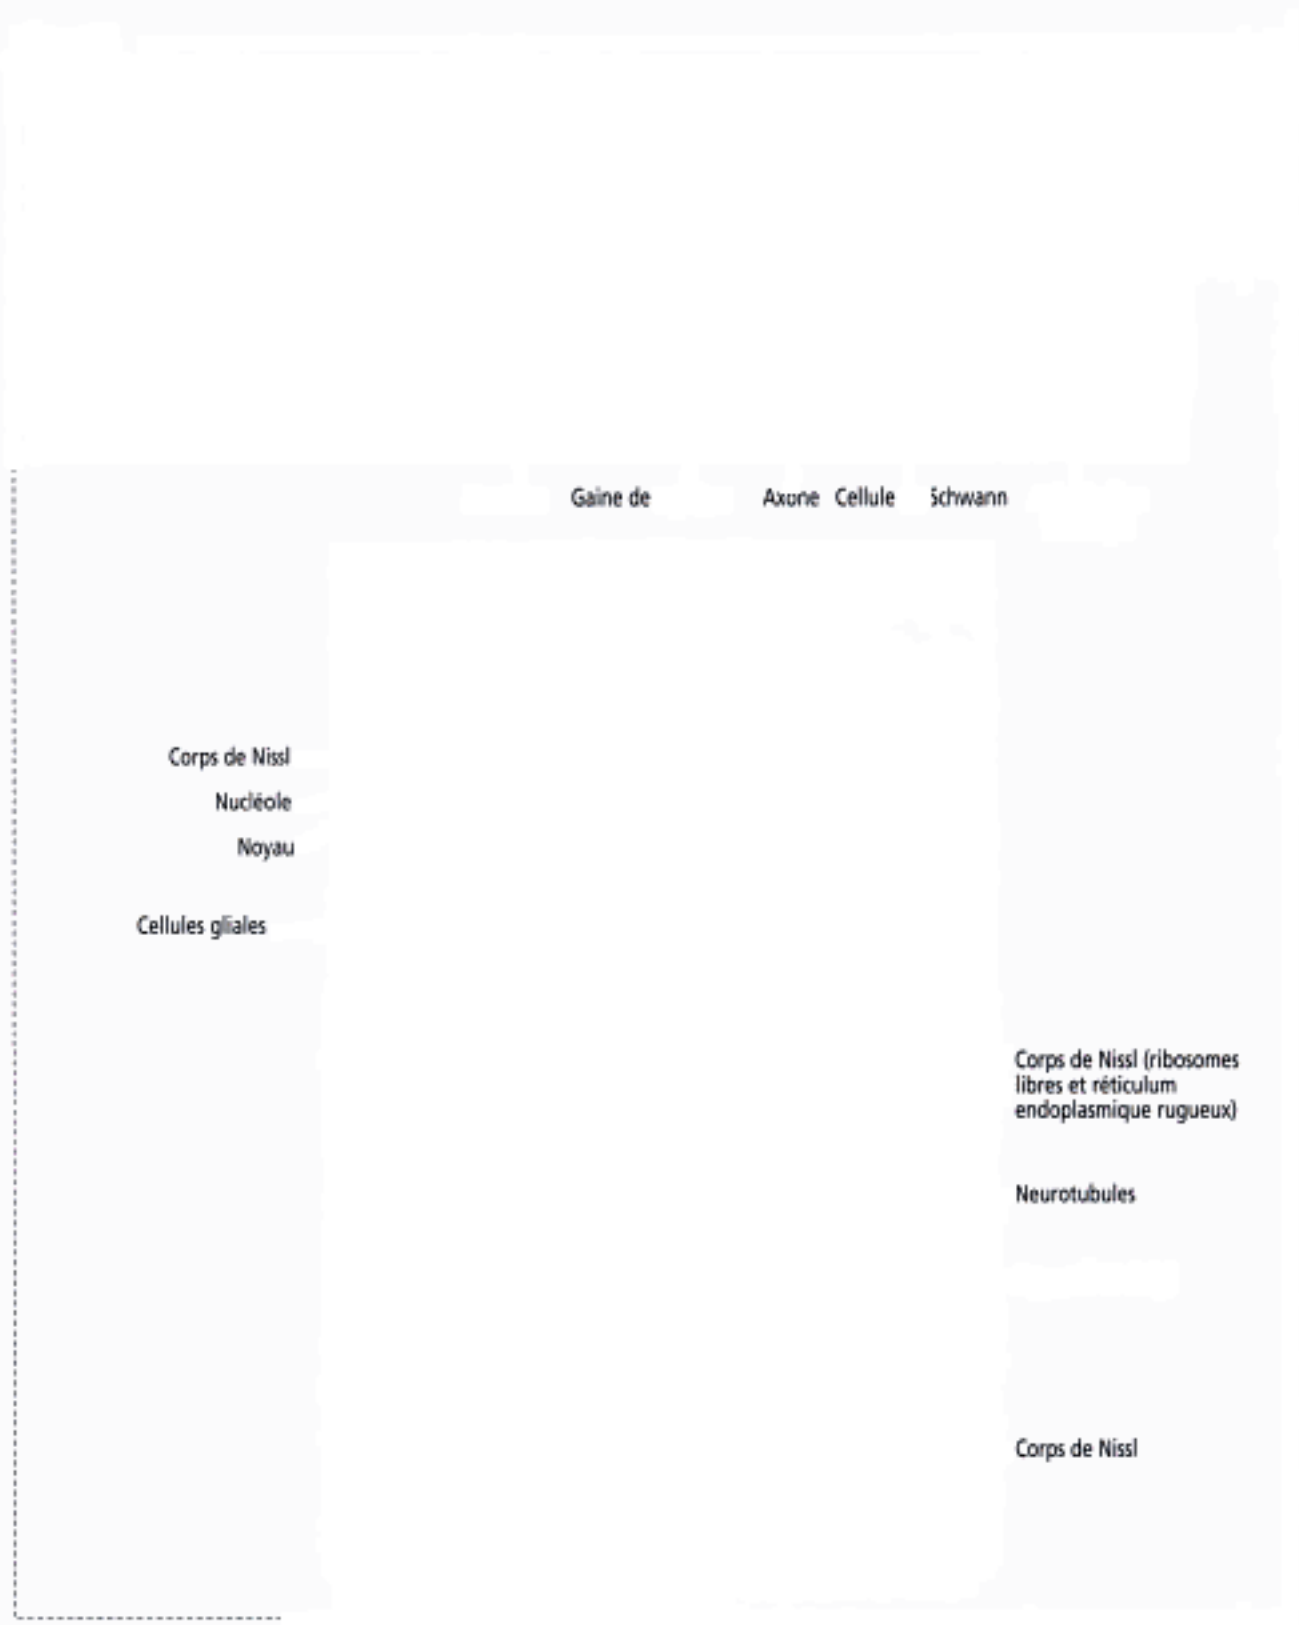 Gaine de Axone Cellule Schwann
Corps de Nissl
Nucléole
Noyau
Cellules gliales
Corps de Nissl (ribosomes
libres et réticulum
endoplasmique rugueux)
Neurotubules
Corps de Nissl